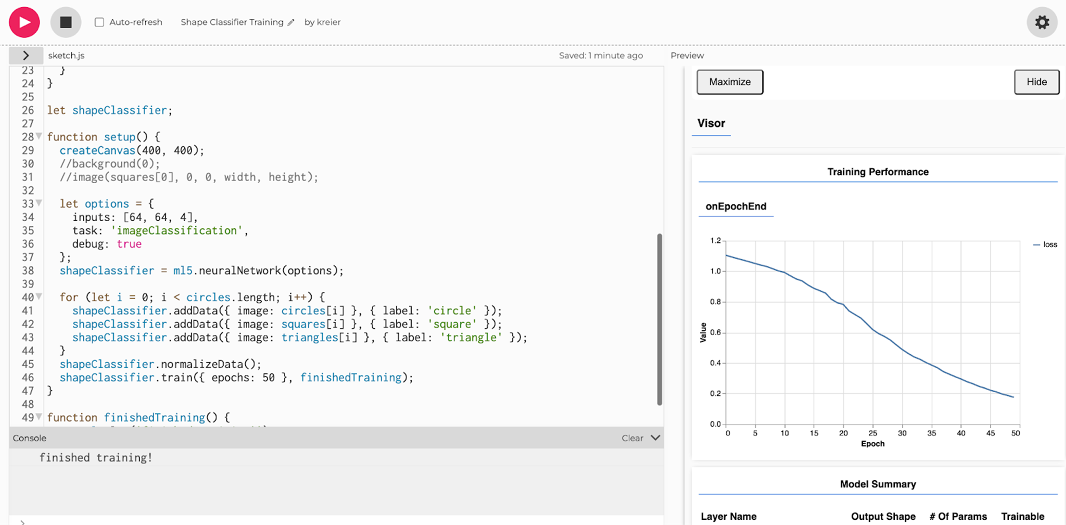 Auto-refresh
Shape Classifier Training
by kreier
sketch.js
Saved: 1 minute ago
Preview
23 }
24 }
25
26 let shapeClassifier;
27
28 function setup() {
29 createCanvas(400, 400);
30 //background(0);
31 //image(squares[0], 0, 0, width, height);
32
33 let options = {
34 inputs: [64, 64, 4],
35 task: 'imageClassification',
36 debug: true
37 };
38 shapeClassifier = ml5.neuralNetwork(options);
39
40 for (let i = 0; i < circles.length; i++) {
41 shapeClassifier.addData({ image: circles[i] }, { label: 'circle' });
42 shapeClassifier.addData({ image: squares[i] }, { label: 'square' });
43 shapeClassifier.addData({ image: triangles[i] }, { label: 'triangle' });
44 }
45 shapeClassifier.normalizeData();
46 shapeClassifier.train({ epochs: 50 }, finishedTraining);
47 }
48
49 function finishedTraining() {
Console
Clear
finished training!
Maximize
Hide
Visor
Training Performance
onEpochEnd
1.2
1.0
0.8
0.6
0.4
0.2
0.0
Value
0 5 10 15 20 25 30 35 40 45 50
Epoch
loss
Model Summary
Layer Name Output Shape # Of Params Trainable